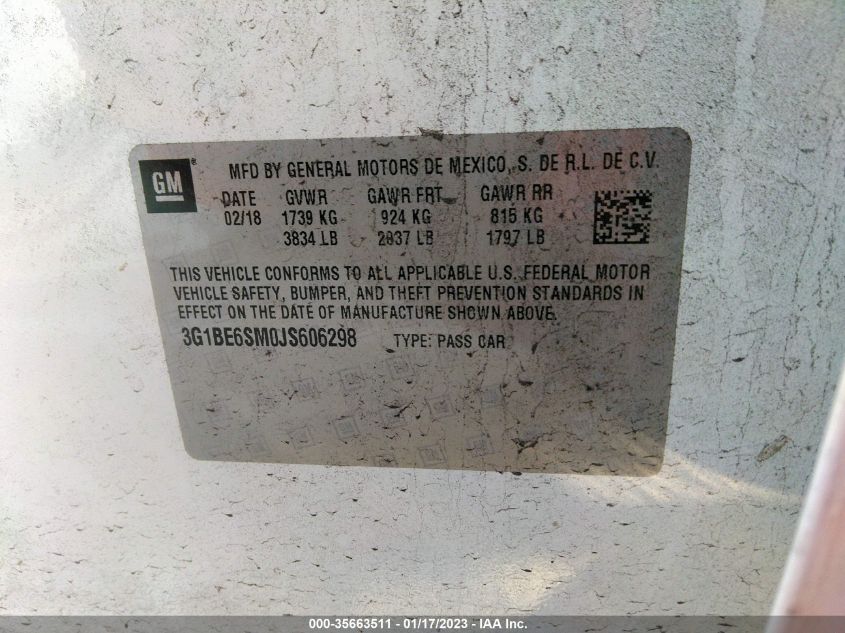 GM ® MFD BY GENERAL MOTORS DE MEXICO, S. DE R.L. DE C.V.
DATE GVWR GAWR FRT GAWR RR
02/18 1739 KG 924 KG 815 KG
3834 LB 2037 LB 1797 LB
THIS VEHICLE CONFORMS TO ALL APPLICABLE U.S. FEDERAL MOTOR
VEHICLE SAFETY, BUMPER, AND THEFT PREVENTION STANDARDS IN
EFFECT ON THE DATE OF MANUFACTURE SHOWN ABOVE.
3G1BE6SM0JS606298 TYPE: PASS CAR
000-35663511 - 01/17/2023 - IAA Inc.